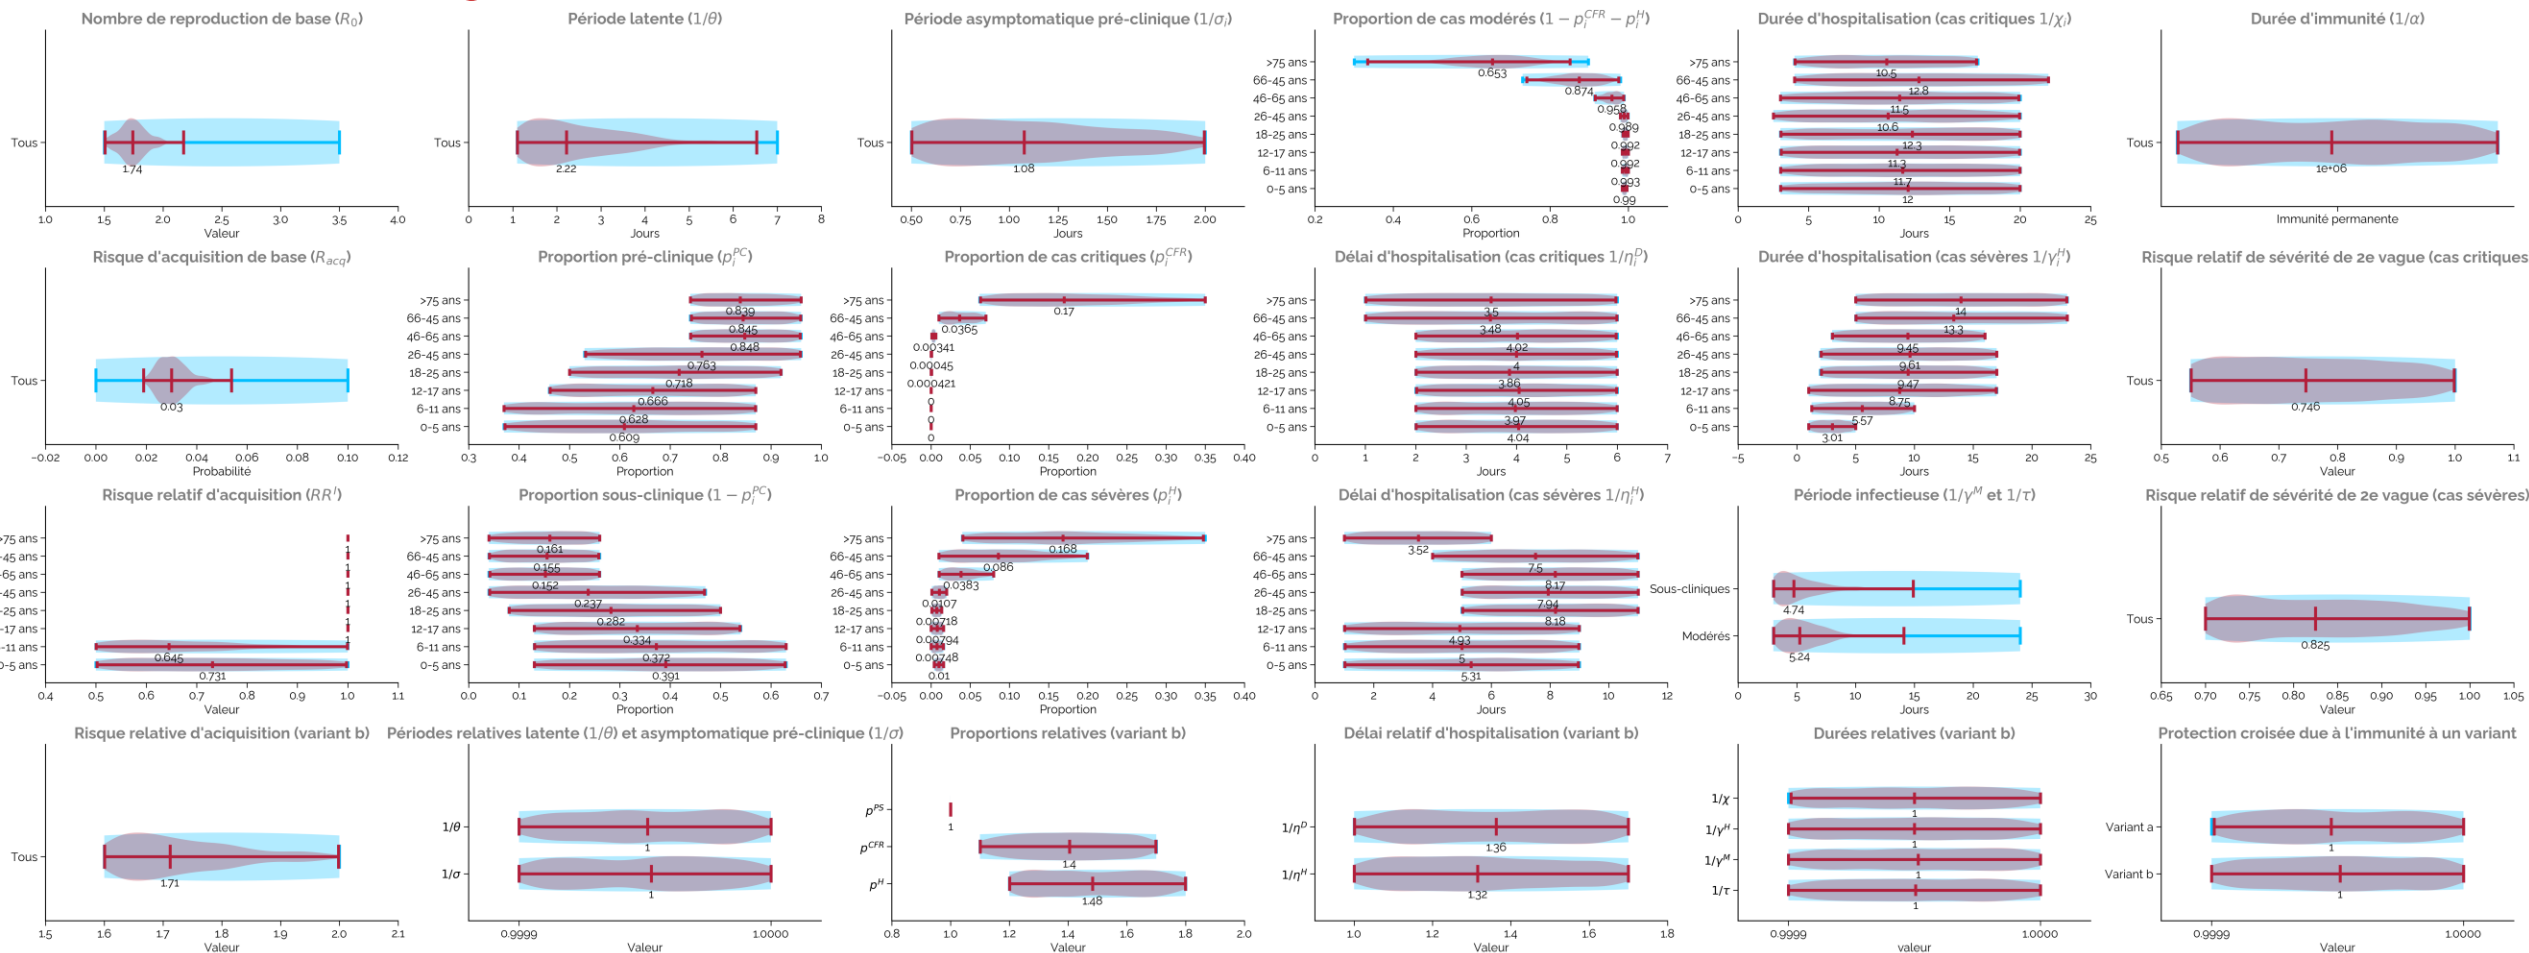 Nombre de reproduction de base (R₀)
Tous
1.74
1.0 1.5 2.0 2.5 3.0 3.5 4.0
Valeur
Période latente (1/θ)
2.22
0 1 2 3 4 5 6 7 8
Jours
Période asymptomatique pré-clinique (1/σᵢ)
Tous
1.08
0.50 0.75 1.00 1.25 1.50 1.75 2.00
Jours
Proportion de cas modérés (1 − pᵢ^CFR − pᵢ^H)
>75 ans
66-45 ans
46-65 ans
26-45 ans
18-25 ans
12-17 ans
6-11 ans
0-5 ans
0.653
0.874
0.958
0.989
0.992
0.992
0.993
0.99
0.2 0.4 0.6 0.8 1.0
Proportion
Durée d'hospitalisation (cas critiques 1/χᵢ)
>75 ans
66-45 ans
46-65 ans
26-45 ans
18-25 ans
12-17 ans
6-11 ans
0-5 ans
10.5
12.8
11.5
10.6
12.3
11.3
11.7
12
0 5 10 15 20 25
Jours
Durée d'immunité (1/α)
Tous
1e+06
Immunité permanente
Risque d'acquisition de base (R_acq)
Tous
0.03
−0.02 0.00 0.02 0.04 0.06 0.08 0.10 0.12
Probabilité
Proportion pré-clinique (pᵢ^PC)
>75 ans
66-45 ans
46-65 ans
26-45 ans
18-25 ans
12-17 ans
6-11 ans
0-5 ans
0.839
0.845
0.848
0.763
0.718
0.666
0.628
0.609
0.3 0.4 0.5 0.6 0.7 0.8 0.9 1.0
Proportion
Proportion de cas critiques (pᵢ^CFR)
>75 ans
66-45 ans
46-65 ans
26-45 ans
18-25 ans
12-17 ans
6-11 ans
0-5 ans
0.17
0.0365
0.00341
0.00045
0.000421
0
0
0
−0.05 0.00 0.05 0.10 0.15 0.20 0.25 0.30 0.35 0.40
Proportion
Délai d'hospitalisation (cas critiques 1/ηᵢ^D)
>75 ans
66-45 ans
46-65 ans
26-45 ans
18-25 ans
12-17 ans
6-11 ans
0-5 ans
3.5
3.48
4.02
4
3.86
4.05
3.97
4.04
0 1 2 3 4 5 6 7
Jours
Durée d'hospitalisation (cas sévères 1/γᵢ^H)
>75 ans
66-45 ans
46-65 ans
26-45 ans
18-25 ans
12-17 ans
6-11 ans
0-5 ans
14
13.3
9.45
9.61
9.47
8.75
5.57
3.01
−5 0 5 10 15 20 25
Jours
Risque relatif de sévérité de 2e vague (cas critiques
Tous
0.746
0.5 0.6 0.7 0.8 0.9 1.0 1.1
Valeur
Risque relatif d'acquisition (RR^I)
>75 ans
-45 ans
-65 ans
-45 ans
-25 ans
-17 ans
-11 ans
0-5 ans
1
1
1
1
1
1
0.645
0.731
0.4 0.5 0.6 0.7 0.8 0.9 1.0 1.1
Valeur
Proportion sous-clinique (1 − pᵢ^PC)
>75 ans
66-45 ans
46-65 ans
26-45 ans
18-25 ans
12-17 ans
6-11 ans
0-5 ans
0.161
0.155
0.152
0.237
0.282
0.334
0.372
0.391
0.0 0.1 0.2 0.3 0.4 0.5 0.6 0.7
Proportion
Proportion de cas sévères (pᵢ^H)
>75 ans
66-45 ans
46-65 ans
26-45 ans
18-25 ans
12-17 ans
6-11 ans
0-5 ans
0.168
0.086
0.0383
0.0107
0.00718
0.00794
0.00748
0.01
−0.05 0.00 0.05 0.10 0.15 0.20 0.25 0.30 0.35 0.40
Proportion
Délai d'hospitalisation (cas sévères 1/ηᵢ^H)
>75 ans
66-45 ans
46-65 ans
26-45 ans
18-25 ans
12-17 ans
6-11 ans
0-5 ans
3.52
7.5
8.17
7.94
8.18
4.93
5
5.31
0 2 4 6 8 10 12
Jours
Période infectieuse (1/γ^M et 1/τ)
Sous-cliniques
Modérés
4.74
5.24
0 5 10 15 20 25 30
Jours
Risque relatif de sévérité de 2e vague (cas sévères)
Tous
0.825
0.65 0.70 0.75 0.80 0.85 0.90 0.95 1.00 1.05
Valeur
Risque relative d'aciquisition (variant b)
Tous
1.71
1.5 1.6 1.7 1.8 1.9 2.0 2.1
Valeur
Périodes relatives latente (1/θ) et asymptomatique pré-clinique (1/σ)
1/θ
1/σ
1
1
0.9999 1.0000
Valeur
Proportions relatives (variant b)
p^PS
p^CFR
p^H
1
1.4
1.48
0.8 1.0 1.2 1.4 1.6 1.8 2.0
Valeur
Délai relatif d'hospitalisation (variant b)
1/η^D
1/η^H
1.36
1.32
1.0 1.2 1.4 1.6 1.8
Valeur
Durées relatives (variant b)
1/χ
1/γ^H
1/γ^M
1/τ
1
1
1
1
0.9999 1.0000
valeur
Protection croisée due à l'immunité à un variant
Variant a
Variant b
1
1
0.9999 1.0000
Valeur